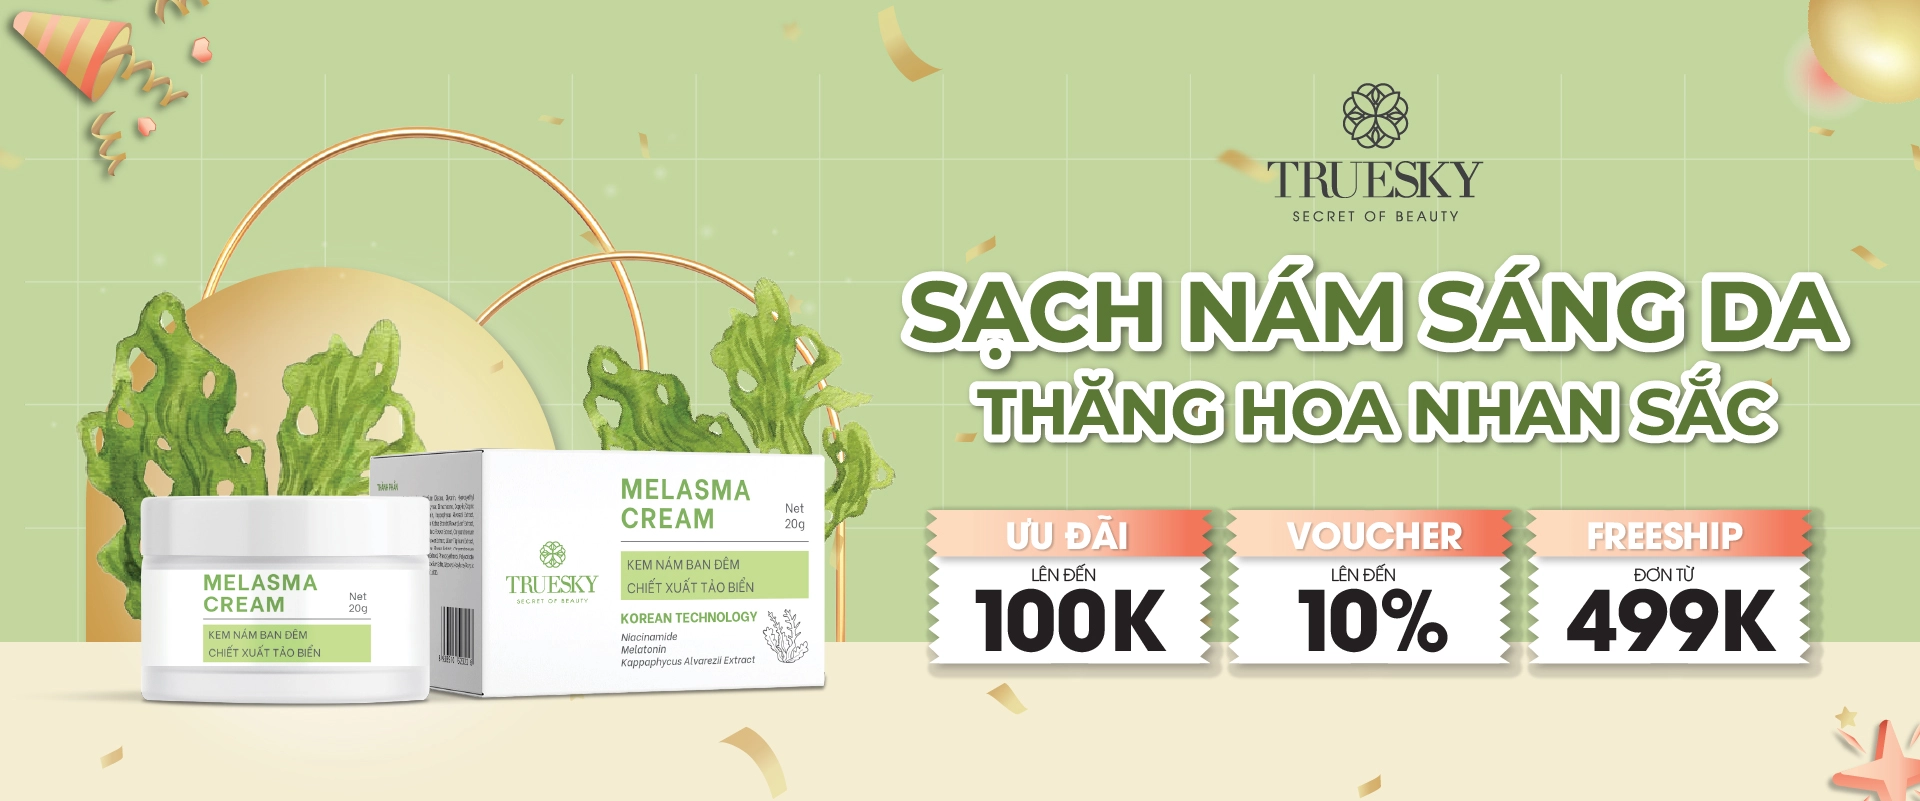 TRUESKY
SECRET OF BEAUTY
SẠCH NÁM SÁNG DA
THĂNG HOA NHAN SẮC
ƯU ĐÃI
LÊN ĐẾN
100K
VOUCHER
LÊN ĐẾN
10%
FREESHIP
ĐƠN TỪ
499K
MELASMA
CREAM
Net
20g
KEM NÁM BAN ĐÊM
CHIẾT XUẤT TẢO BIỂN
THÀNH PHẦN
TRUESKY
SECRET OF BEAUTY
MELASMA
CREAM
Net
20g
KEM NÁM BAN ĐÊM
CHIẾT XUẤT TẢO BIỂN
KOREAN TECHNOLOGY
Niacinamide
Melatonin
Kappaphycus Alvarezii Extract